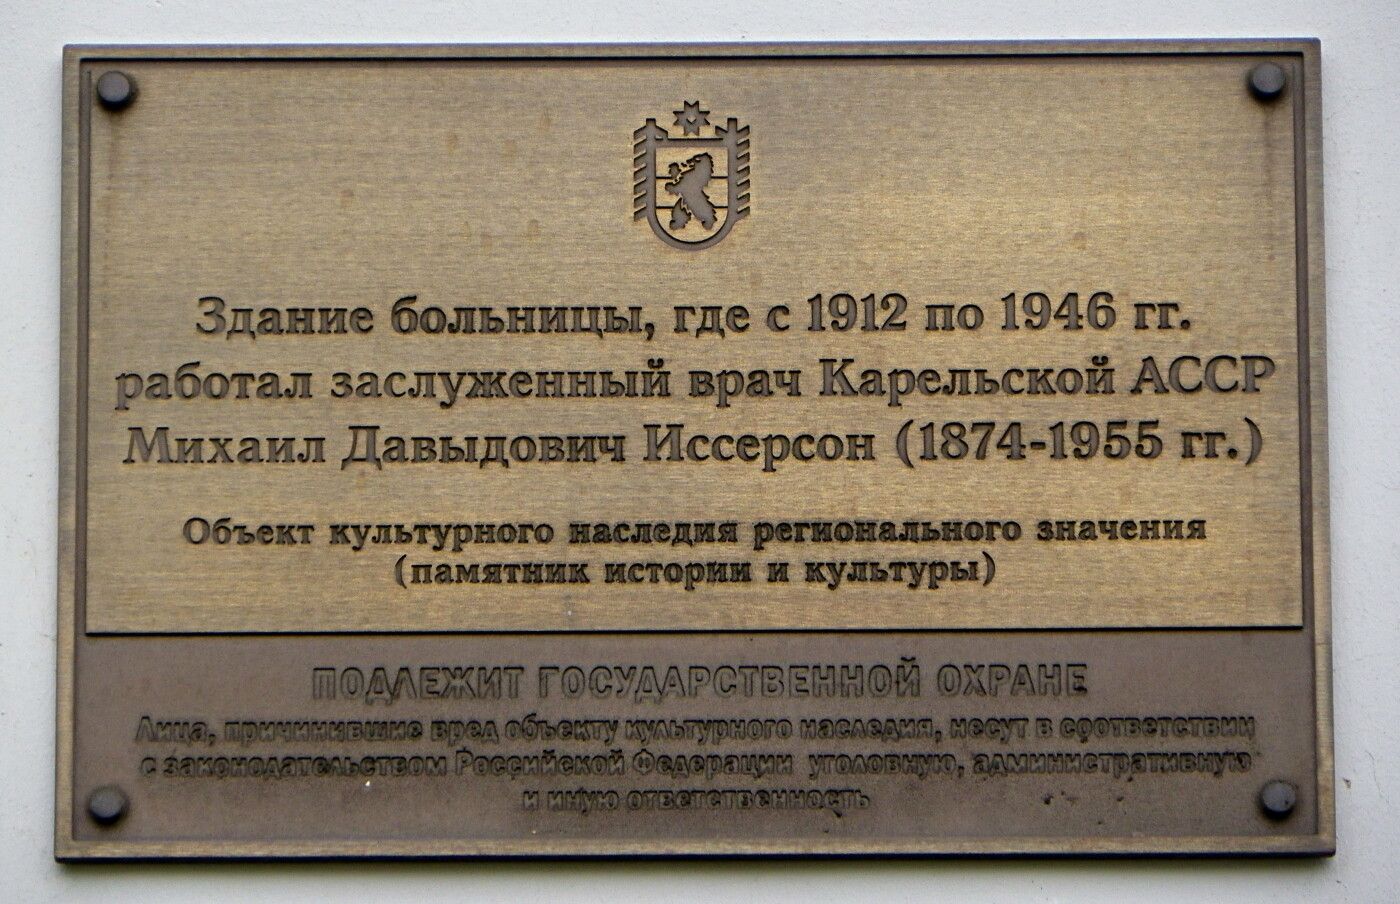 Здание больницы, где с 1912 по 1946 гг.
работал заслуженный врач Карельской АССР
Михаил Давыдович Иссерсон (1874-1955 гг.)
Объект культурного наследия регионального значения
(памятник истории и культуры)
ПОДЛЕЖИТ ГОСУДАРСТВЕННОЙ ОХРАНЕ
Лица, причинившие вред объекту культурного наследия, несут в соответствии
с законодательством Российской Федерации уголовную, административную
и иную ответственность